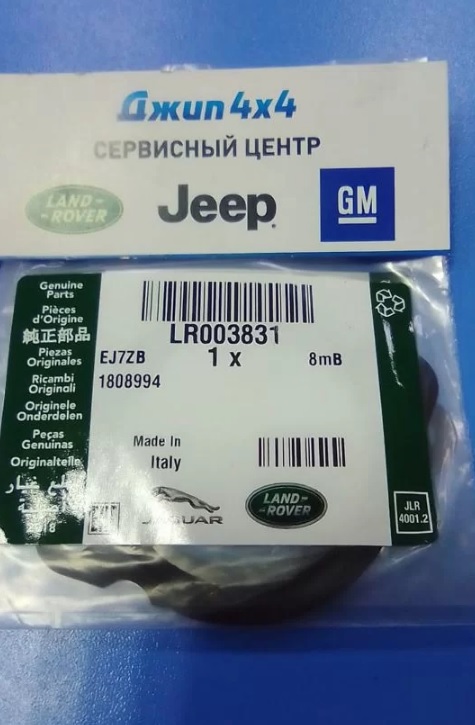 Джип 4x4
СЕРВИСНЫЙ ЦЕНТР
LAND-
-ROVER
Jeep
GM
Genuine
Parts
Pièces
d'Origine
純正部品
Piezas
Originales
Ricambi
Originali
Originele
Onderdelen
Peças
Genuinas
Originalteile
LR003831
EJ7ZB
1 x
8mB
1808994
Made In
Italy
JAGUAR
LAND-
-ROVER
JLR
4001.2